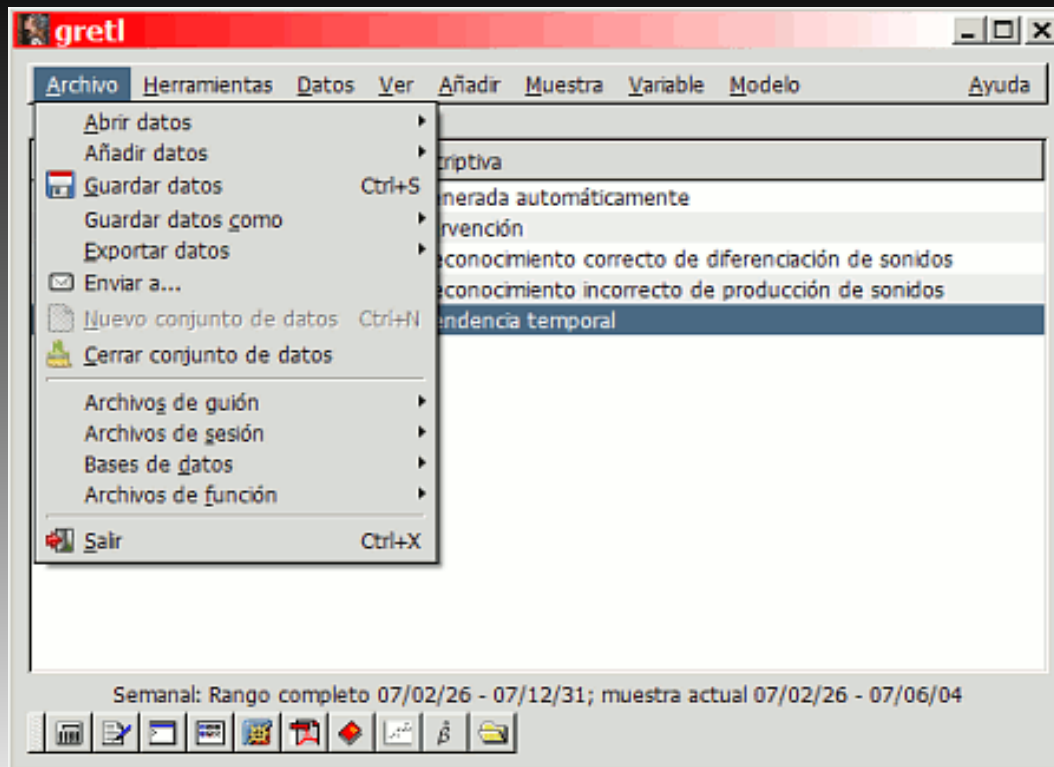 gretl
Archivo Herramientas Datos Ver Añadir Muestra Variable Modelo Ayuda
Abrir datos
Añadir datos
criptiva
Guardar datos Ctrl+S
enerada automáticamente
Guardar datos como
rvención
Exportar datos
econocimiento correcto de diferenciación de sonidos
Enviar a...
econocimiento incorrecto de producción de sonidos
Nuevo conjunto de datos Ctrl+N
endencia temporal
Cerrar conjunto de datos
Archivos de guión
Archivos de sesión
Bases de datos
Archivos de función
Salir Ctrl+X
Semanal: Rango completo 07/02/26 - 07/12/31; muestra actual 07/02/26 - 07/06/04
β̂